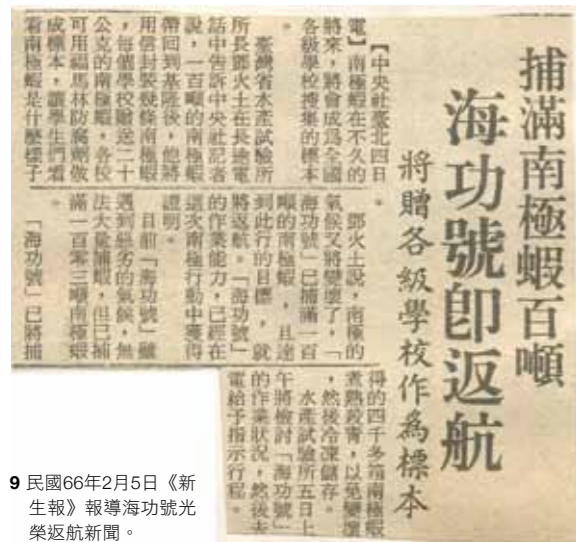 捕滿南極蝦百噸
海功號卽返航
將贈各級學校作為標本
【中央社臺北四日
電】南極蝦在不久的
將來,將會成爲全國
各級學校搜集的標本
。
臺灣省水產試驗所
所長鄧火土在長途電
話中告訴中央社記者
說,一百噸的南極蝦
帶回到基隆後,他將
用信封裝幾條南極蝦
,每個學校贈送二十
公克的南極蝦,各校
可用福馬林防腐劑做
成標本,讓學生們看
看南極蝦是什麼樣子
。
鄧火土說,南極的
氣候又將變壞了,「
海功號」已捕滿一百
噸的南極蝦,且達
到此行的目標,就
將返航。「海功號」
的作業能力,已經在
這次南極行動中獲得
證明。
目前「海功號」雖
遇到惡劣的氣候,無
法大量捕蝦,但已捕
滿一百零三噸南極蝦
。
「海功號」已將捕
得的四千多箱南極蝦
煮熟殺青,以免變壞
,然後冷凍儲存。
水產試驗所五日上
午將檢討「海功號」
的作業狀況,然後去
電給予指示行程。
9 民國66年2月5日《新
生報》報導海功號光
榮返航新聞。